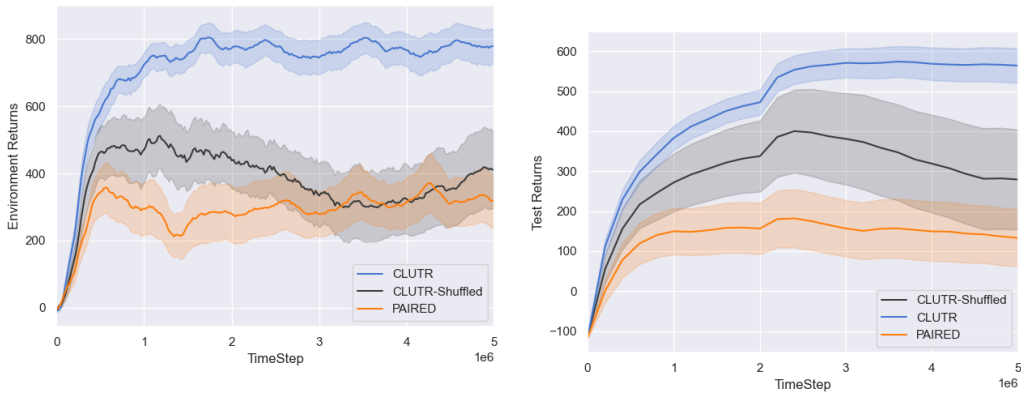 800
600
400
200
0
Environment Returns
0
1
2
3
4
5
1e6
TimeStep
CLUTR
CLUTR-Shuffled
PAIRED
600
500
400
300
200
100
0
−100
Test Returns
0
1
2
3
4
5
1e6
TimeStep
CLUTR-Shuffled
CLUTR
PAIRED